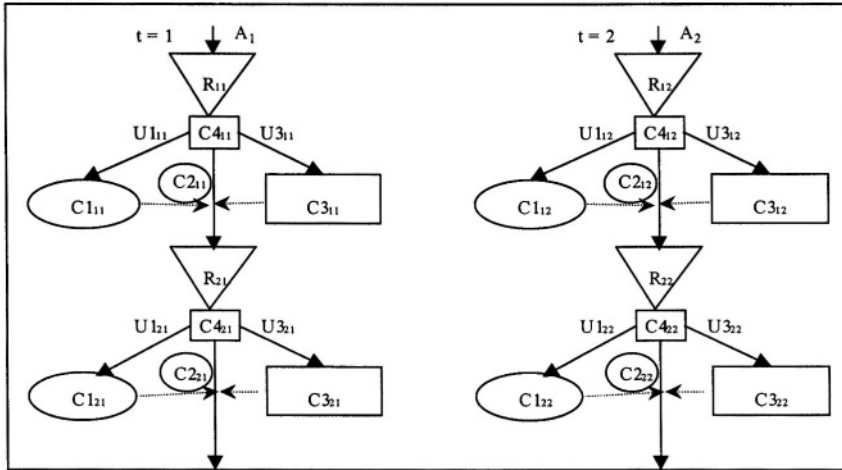 t = 1 A₁ t = 2 A₂
R₁₁ R₁₂
U1₁₁ C4₁₁ U3₁₁ U1₁₂ C4₁₂ U3₁₂
C2₁₁ C2₁₂
C1₁₁ C3₁₁ C1₁₂ C3₁₂
R₂₁ R₂₂
U1₂₁ C4₂₁ U3₂₁ U1₂₂ C4₂₂ U3₂₂
C2₂₁ C2₂₂
C1₂₁ C3₂₁ C1₂₂ C3₂₂